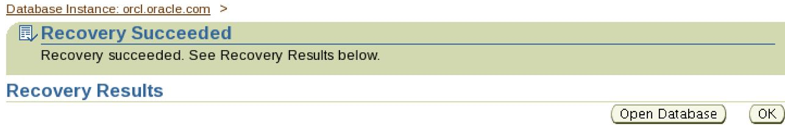 Database Instance: orcl.oracle.com >
Recovery Succeeded
Recovery succeeded. See Recovery Results below.
Recovery Results
Open Database OK